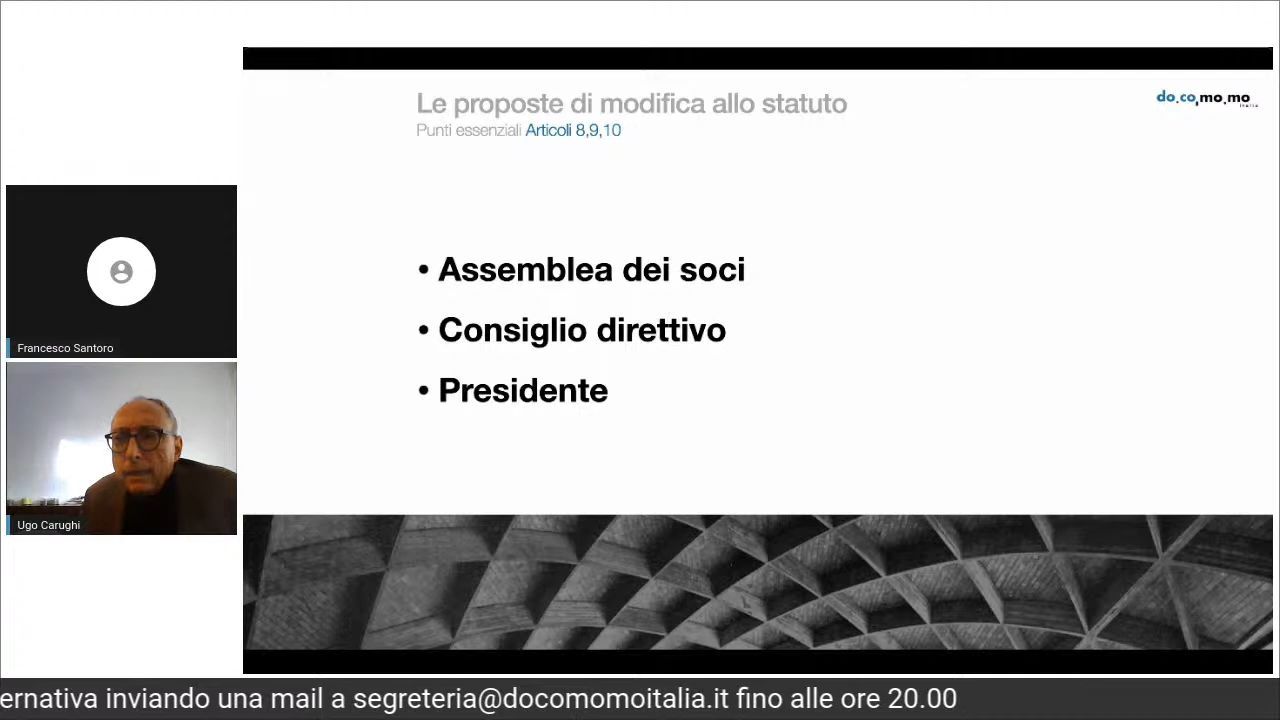 Le proposte di modifica allo statuto
Punti essenziali Articoli 8,9,10
do.co,mo.mo
italia
• Assemblea dei soci
• Consiglio direttivo
• Presidente
Francesco Santoro
Ugo Carughi
ernativa inviando una mail a segreteria@docomomoitalia.it fino alle ore 20.00